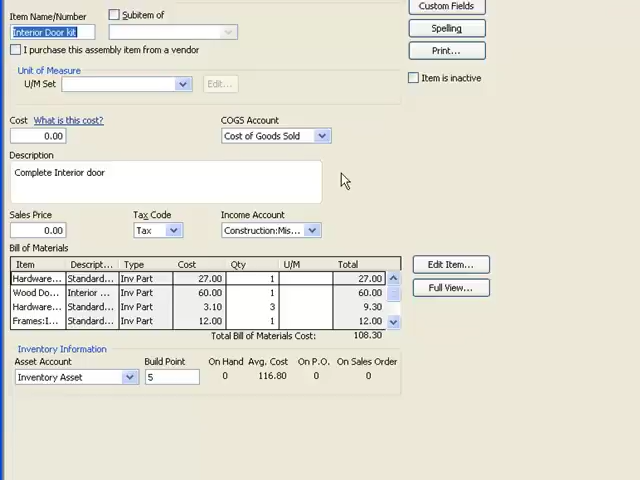 Custom Fields
Item Name/Number
Subitem of
Interior Door kit
Spelling
I purchase this assembly item from a vendor
Print...
Unit of Measure
Item is inactive
U/M Set
Edit...
Cost What is this cost? COGS Account
0.00 Cost of Goods Sold
Description
Complete Interior door
Sales Price Tax Code Income Account
0.00 Tax Construction:Mis...
Bill of Materials
Item Descript... Type Cost Qty U/M Total
Edit Item...
Hardware... Standard... Inv Part 27.00 1 27.00
Full View...
Wood Do... Interior ... Inv Part 60.00 1 60.00
Hardware... Standard... Inv Part 3.10 3 9.30
Frames:I... Standard... Inv Part 12.00 1 12.00
Total Bill of Materials Cost: 108.30
Inventory Information
Asset Account Build Point On Hand Avg. Cost On P.O. On Sales Order
Inventory Asset 5 0 116.80 0 0